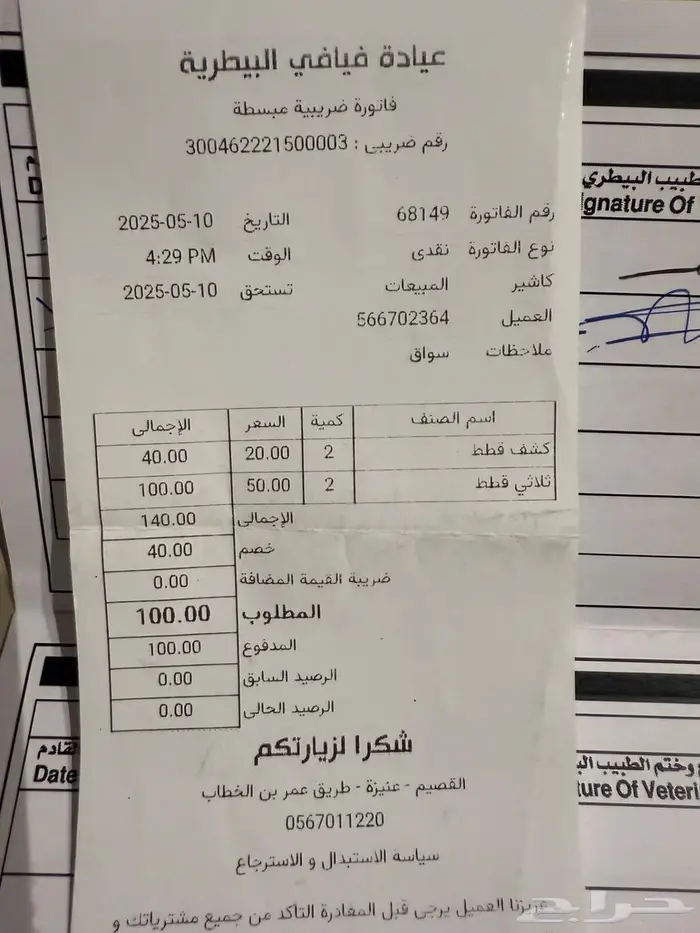 عيادة فيافي البيطرية
فاتورة ضريبية مبسطة
رقم ضريبى : 300462221500003
رقم الفاتورة 68149 التاريخ 2025-05-10
نوع الفاتورة نقدى الوقت 4:29 PM
كاشير المبيعات تستحق 2025-05-10
العميل 566702364
ملاحظات سواق
اسم الصنف كمية السعر الإجمالى
كشف قطط 2 20.00 40.00
ثلاثي قطط 2 50.00 100.00
الإجمالى 140.00
خصم 40.00
ضريبة القيمة المضافة 0.00
المطلوب 100.00
المدفوع 100.00
الرصيد السابق 0.00
الرصيد الحالى 0.00
شكرا لزيارتكم
القصيم - عنيزة - طريق عمر بن الخطاب
0567011220
سياسة الاستبدال و الاسترجاع
عزيزنا العميل يرجى قبل المغادرة التاكد من جميع مشترياتك و
لطبيب البيطري
ignature Of
القادم
Date
وختم الطبيب الب
ture Of Veteri
حراج